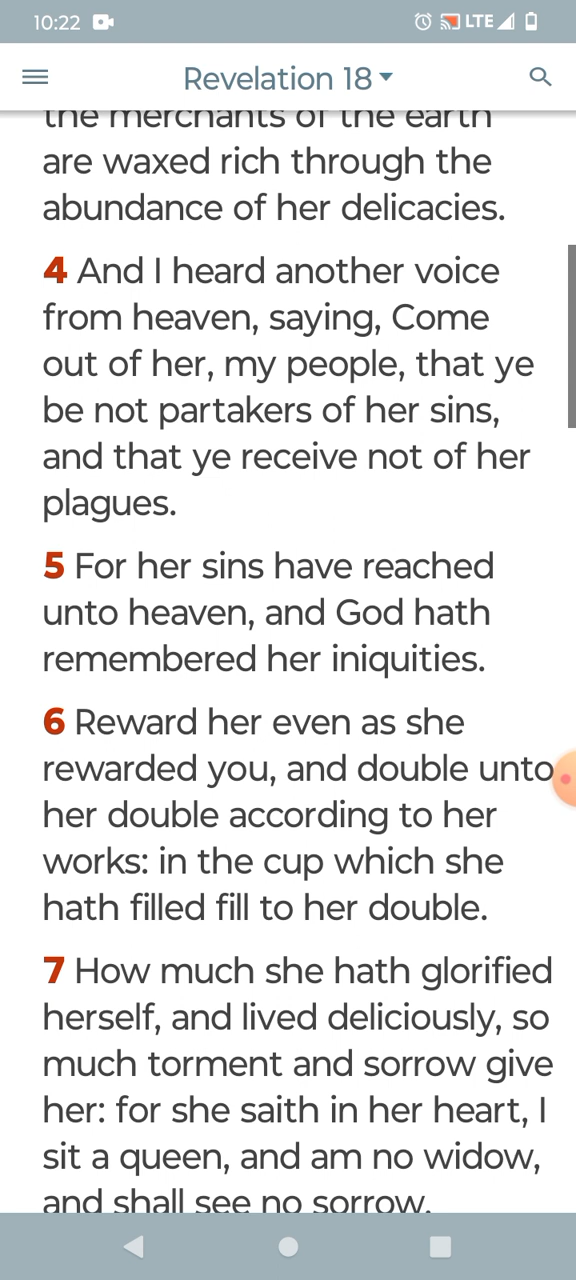 10:22
LTE
Revelation 18
the merchants of the earth
are waxed rich through the
abundance of her delicacies.
4 And I heard another voice
from heaven, saying, Come
out of her, my people, that ye
be not partakers of her sins,
and that ye receive not of her
plagues.
5 For her sins have reached
unto heaven, and God hath
remembered her iniquities.
6 Reward her even as she
rewarded you, and double unto
her double according to her
works: in the cup which she
hath filled fill to her double.
7 How much she hath glorified
herself, and lived deliciously, so
much torment and sorrow give
her: for she saith in her heart, I
sit a queen, and am no widow,
and shall see no sorrow.